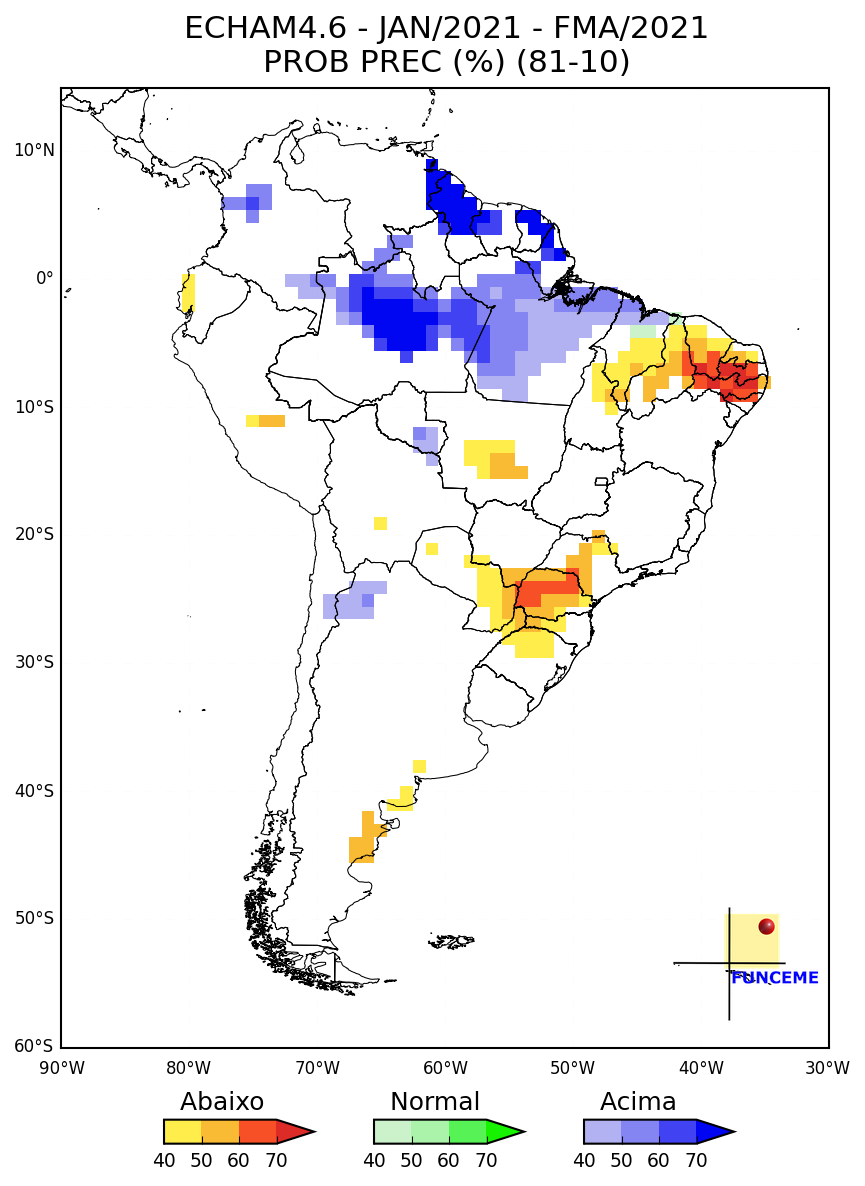 ECHAM4.6 - JAN/2021 - FMA/2021
PROB PREC (%) (81-10)
10°N
0°
10°S
20°S
30°S
40°S
50°S
60°S
90°W 80°W 70°W 60°W 50°W 40°W 30°W
FUNCEME
Abaixo Normal Acima
40 50 60 70 40 50 60 70 40 50 60 70